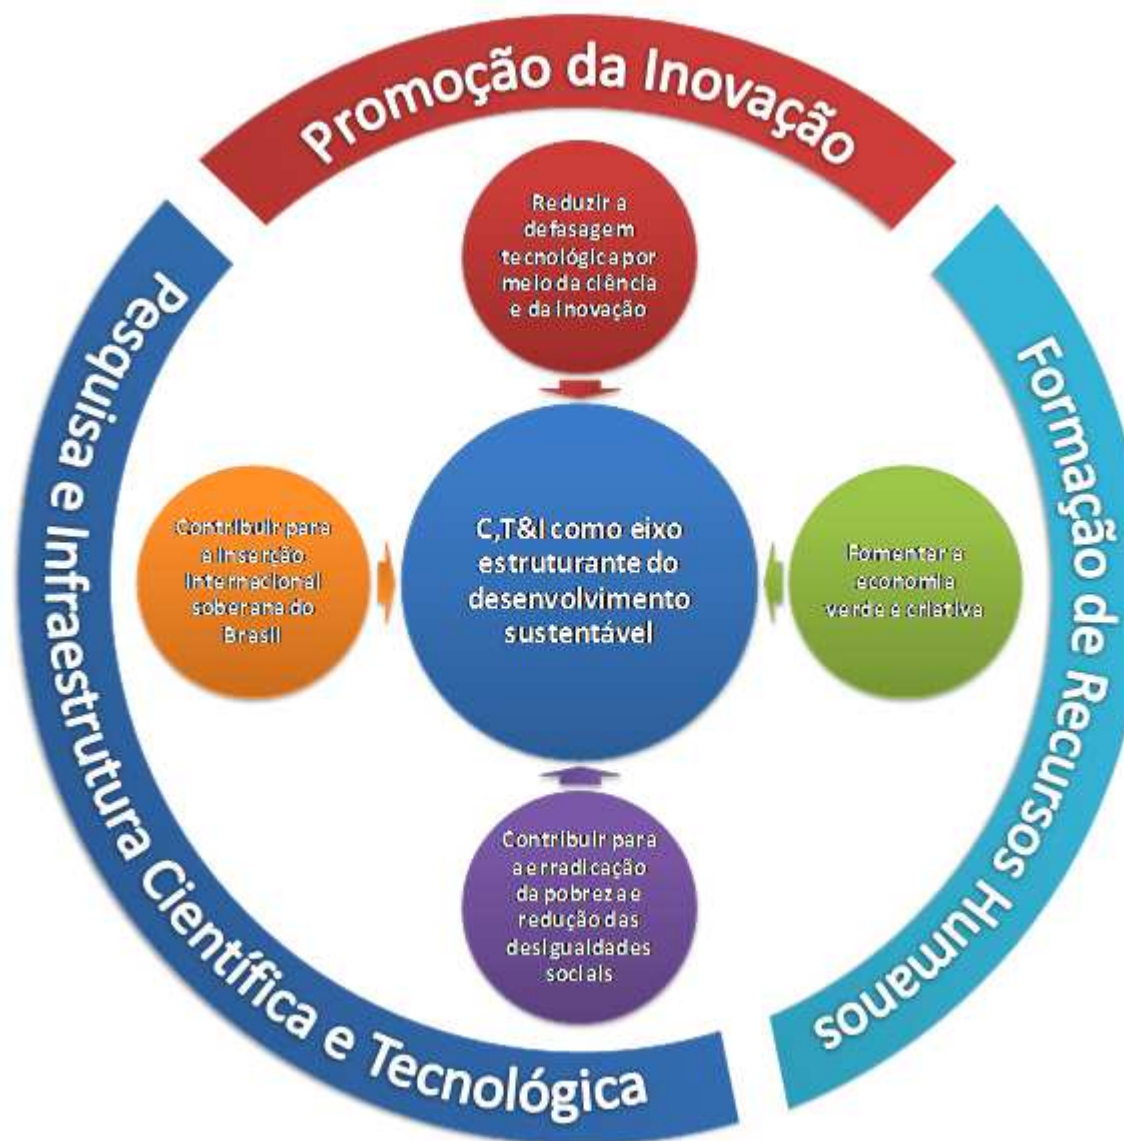 Promoção da Inovação
Reduzir a
defasagem
tecnológica por
meio da ciência
e da inovação
Pesquisa e Infraestrutura Científica e Tecnológica
Formação de Recursos Humanos
Contribuir para
a inserção
internacional
soberana do
Brasil
C,T&I como eixo
estruturante do
desenvolvimento
sustentável
Fomentar a
economia
verde e criativa
Contribuir para
a erradicação
da pobreza e
redução das
desigualdades
sociais